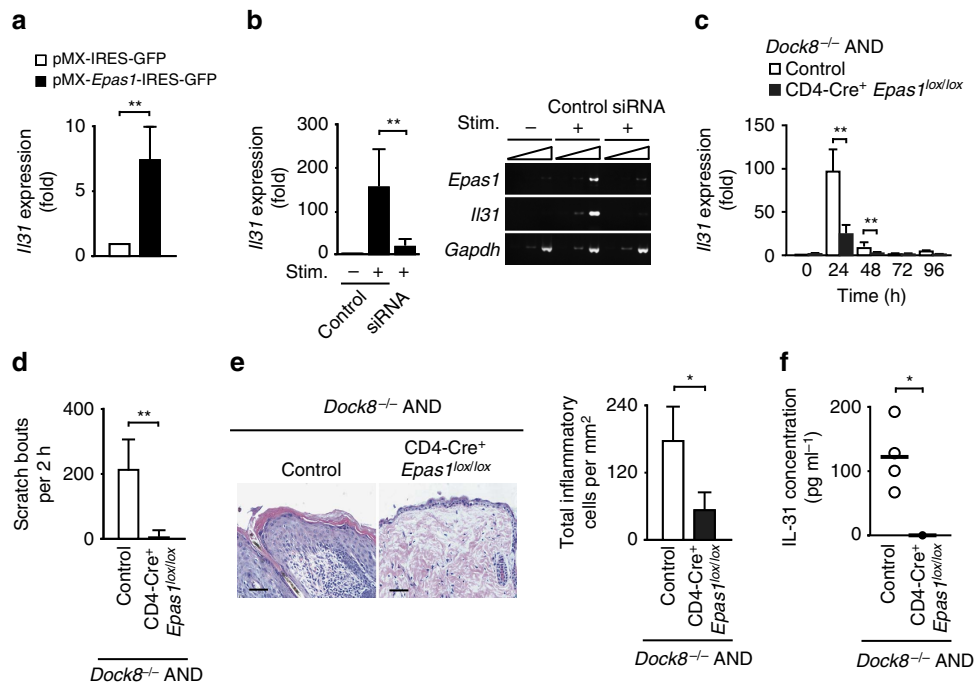 a
pMX-IRES-GFP
pMX-Epas1-IRES-GFP
**
10
5
0
Il31 expression
(fold)
b
300
200
100
0
Il31 expression
(fold)
**
Stim. – + +
Control
siRNA
Control siRNA
Stim. – + +
Epas1
Il31
Gapdh
c
Dock8–/– AND
Control
CD4-Cre+ Epas1lox/lox
150
100
50
0
Il31 expression
(fold)
**
**
0 24 48 72 96
Time (h)
d
400
200
0
Scratch bouts
per 2 h
**
Control
CD4-Cre+
Epas1lox/lox
Dock8–/– AND
e
Dock8–/– AND
Control
CD4-Cre+
Epas1lox/lox
240
120
0
Total inflammatory
cells per mm2
*
Control
CD4-Cre+
Epas1lox/lox
Dock8–/– AND
f
200
100
0
IL-31 concentration
(pg ml–1)
*
Control
CD4-Cre+
Epas1lox/lox
Dock8–/– AND